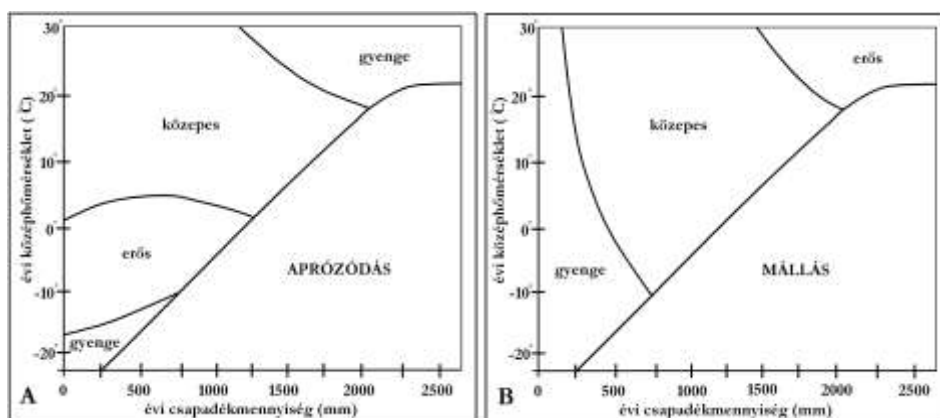 30°
20°
10°
0°
-10°
-20°
évi középhőmérséklet (°C)
gyenge
közepes
erős
gyenge
APRÓZÓDÁS
A
0 500 1000 1500 2000 2500
évi csapadékmennyiség (mm)
30°
20°
10°
0°
-10°
-20°
évi középhőmérséklet (°C)
erős
közepes
gyenge
MÁLLÁS
B
0 500 1000 1500 2000 2500
évi csapadékmennyiség (mm)